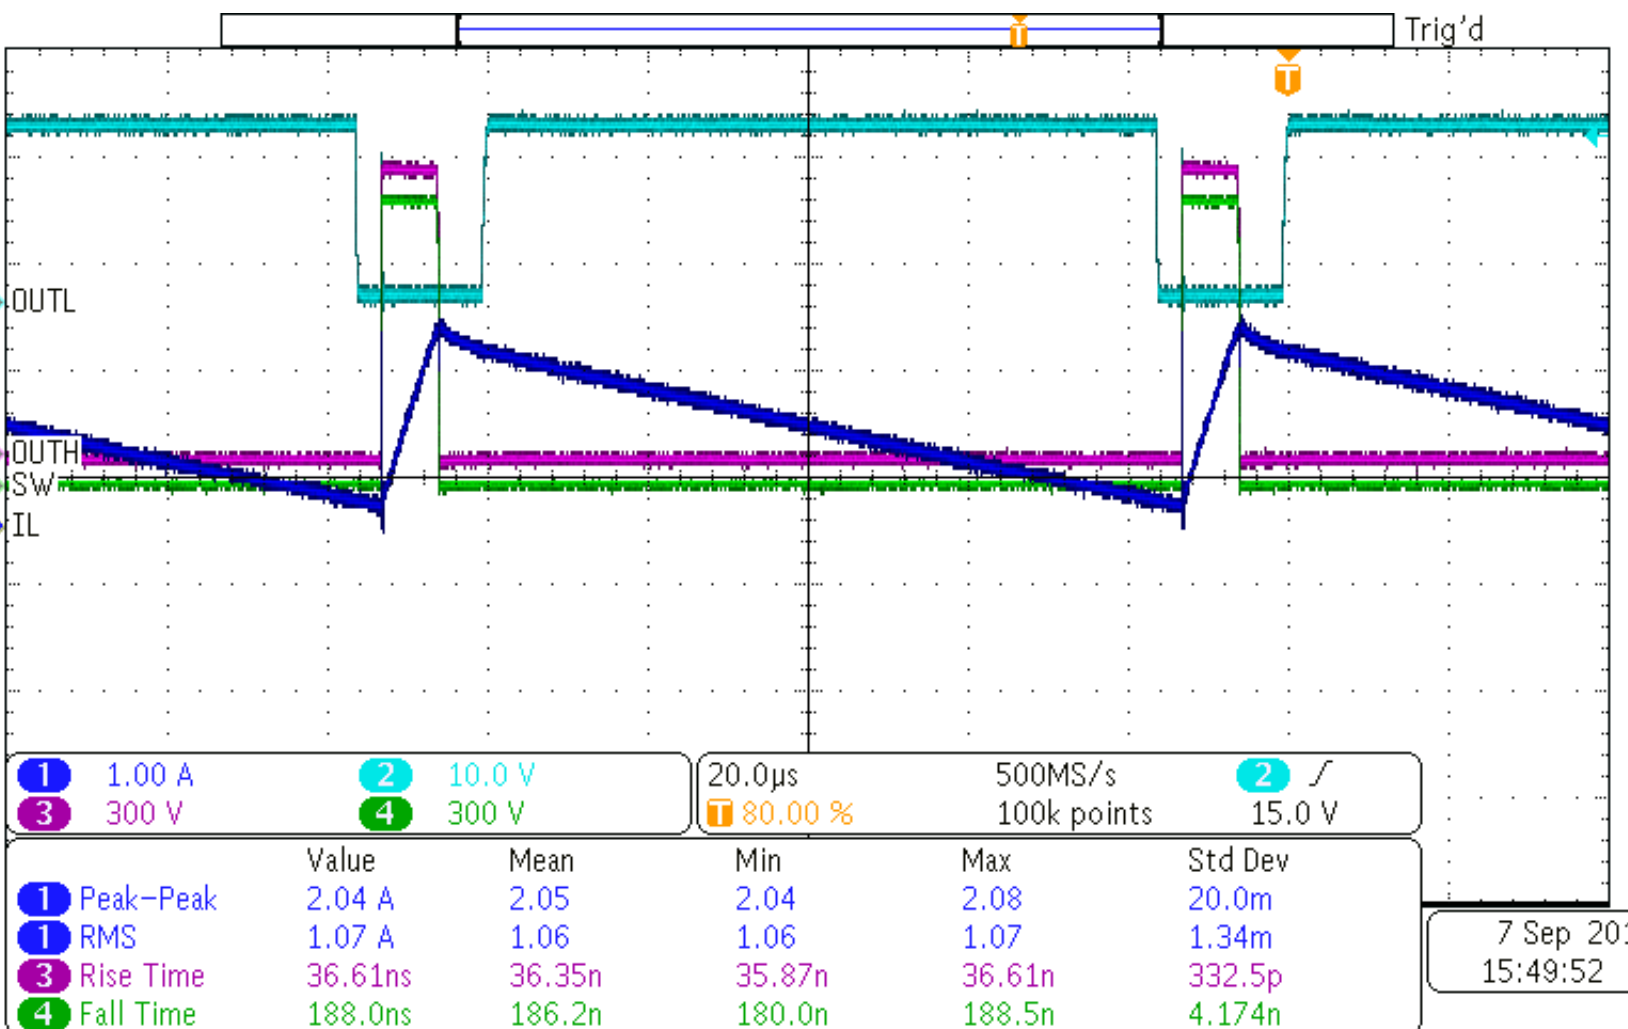 Trig'd
T
T
OUTL
OUTH
SW
IL
1 1.00 A 2 10.0 V
3 300 V 4 300 V
20.0µs 500MS/s 2
T 80.00 % 100k points 15.0 V
Value Mean Min Max Std Dev
1 Peak-Peak 2.04 A 2.05 2.04 2.08 20.0m
1 RMS 1.07 A 1.06 1.06 1.07 1.34m
3 Rise Time 36.61ns 36.35n 35.87n 36.61n 332.5p
4 Fall Time 188.0ns 186.2n 180.0n 188.5n 4.174n
7 Sep 201
15:49:52